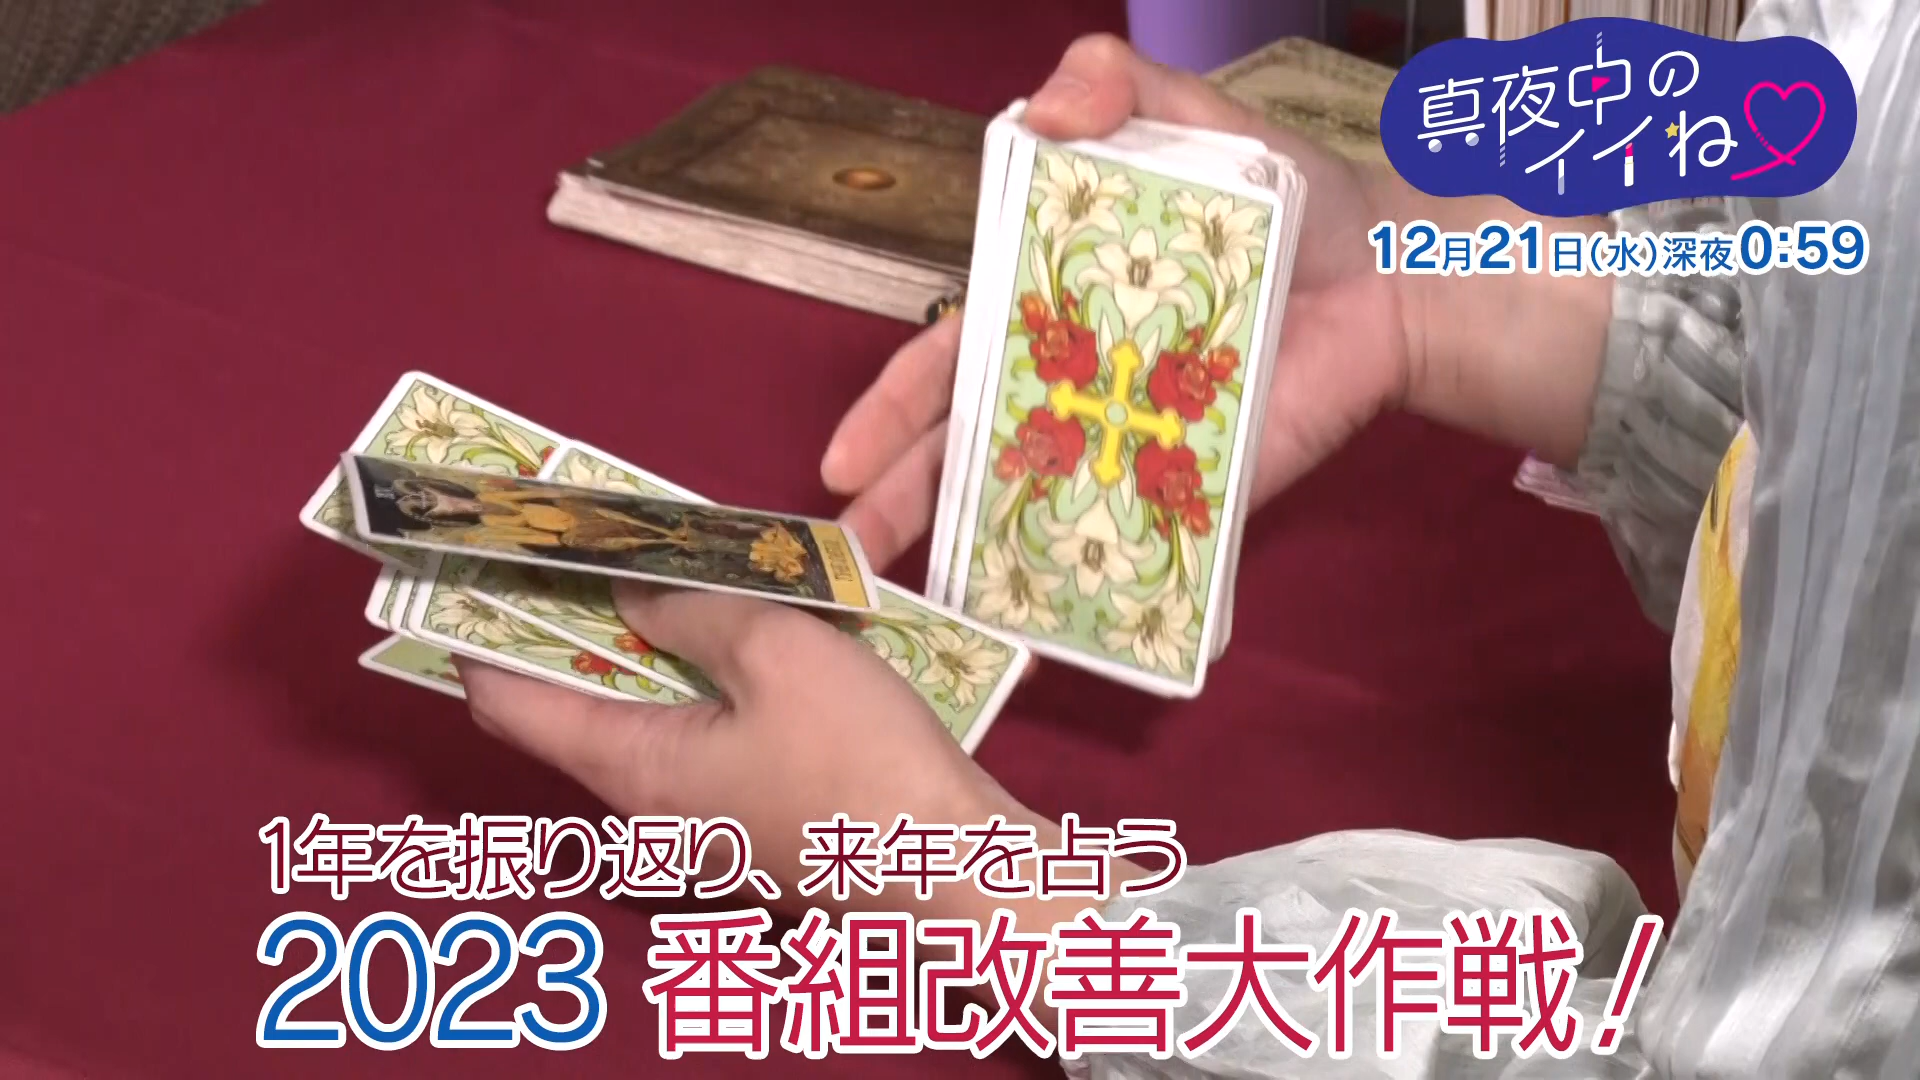 真夜中の
イイね
12月21日(水)深夜0:59
1年を振り返り、来年を占う
2023 番組改善大作戦!